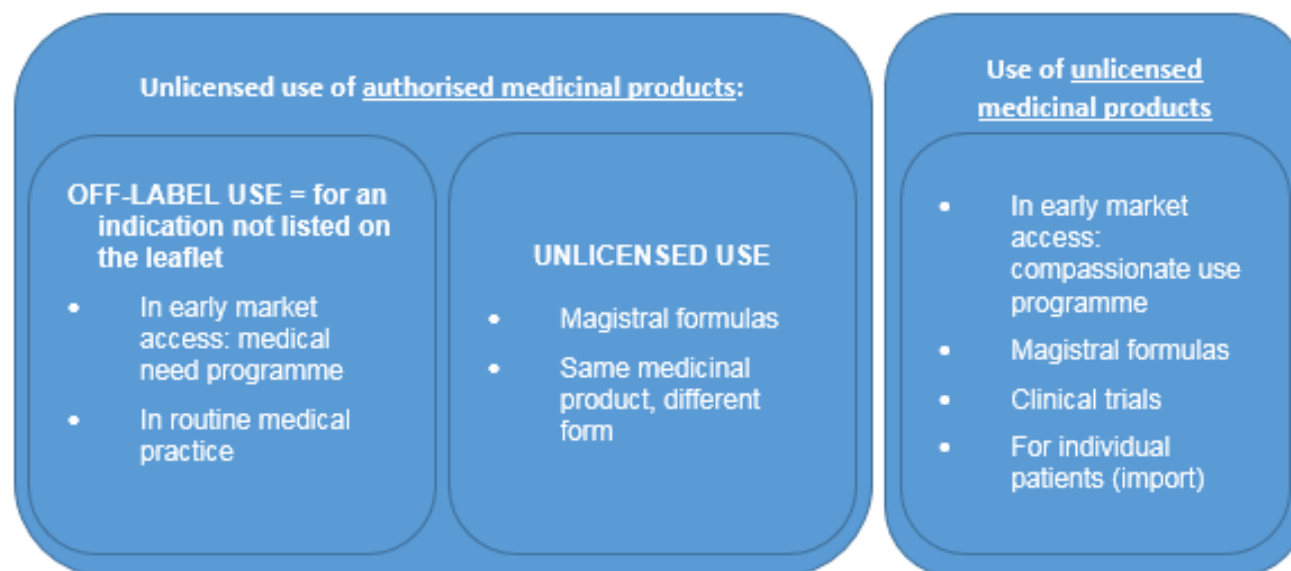 Unlicensed use of authorised medicinal products:
OFF-LABEL USE = for an
indication not listed on
the leaflet
• In early market
access: medical
need programme
• In routine medical
practice
UNLICENSED USE
• Magistral formulas
• Same medicinal
product, different
form
Use of unlicensed
medicinal products
• In early market
access:
compassionate use
programme
• Magistral formulas
• Clinical trials
• For individual
patients (import)